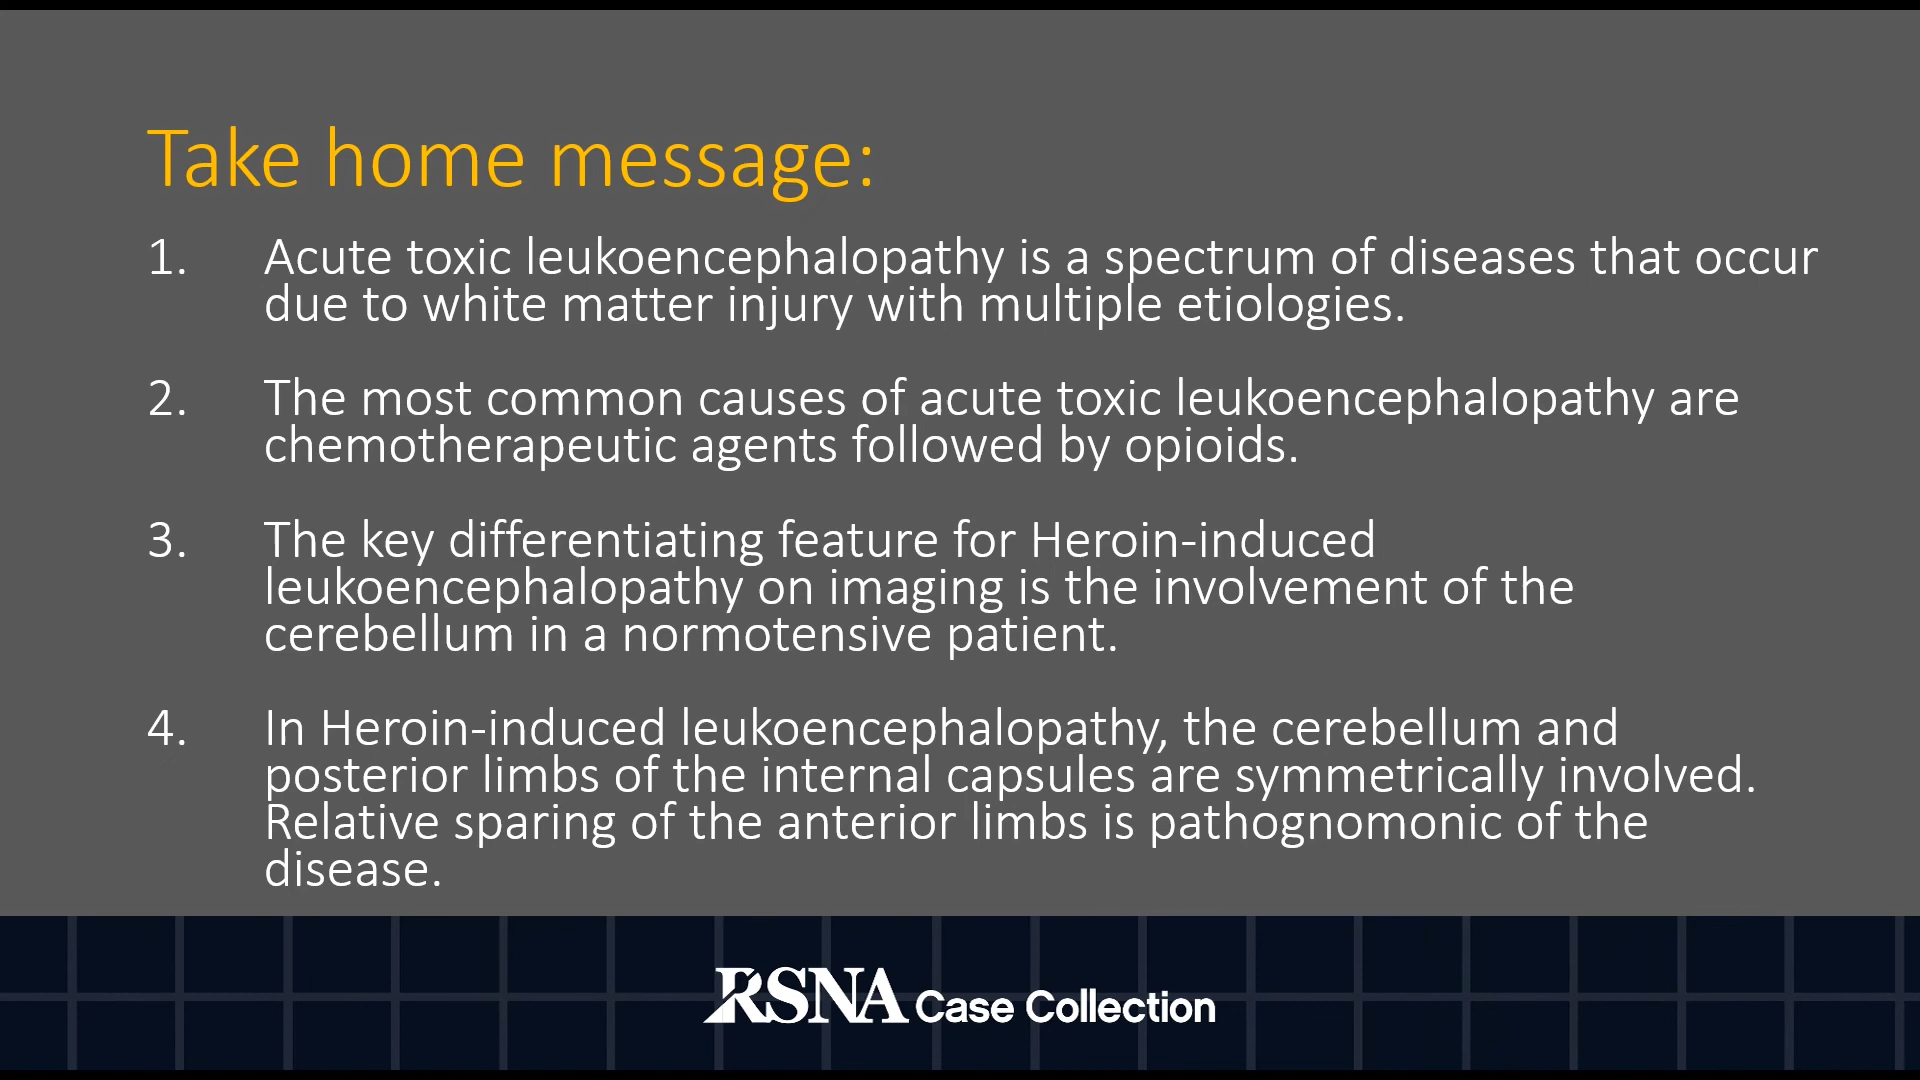 Take home message:
1. Acute toxic leukoencephalopathy is a spectrum of diseases that occur
due to white matter injury with multiple etiologies.
2. The most common causes of acute toxic leukoencephalopathy are
chemotherapeutic agents followed by opioids.
3. The key differentiating feature for Heroin-induced
leukoencephalopathy on imaging is the involvement of the
cerebellum in a normotensive patient.
4. In Heroin-induced leukoencephalopathy, the cerebellum and
posterior limbs of the internal capsules are symmetrically involved.
Relative sparing of the anterior limbs is pathognomonic of the
disease.
RSNA Case Collection